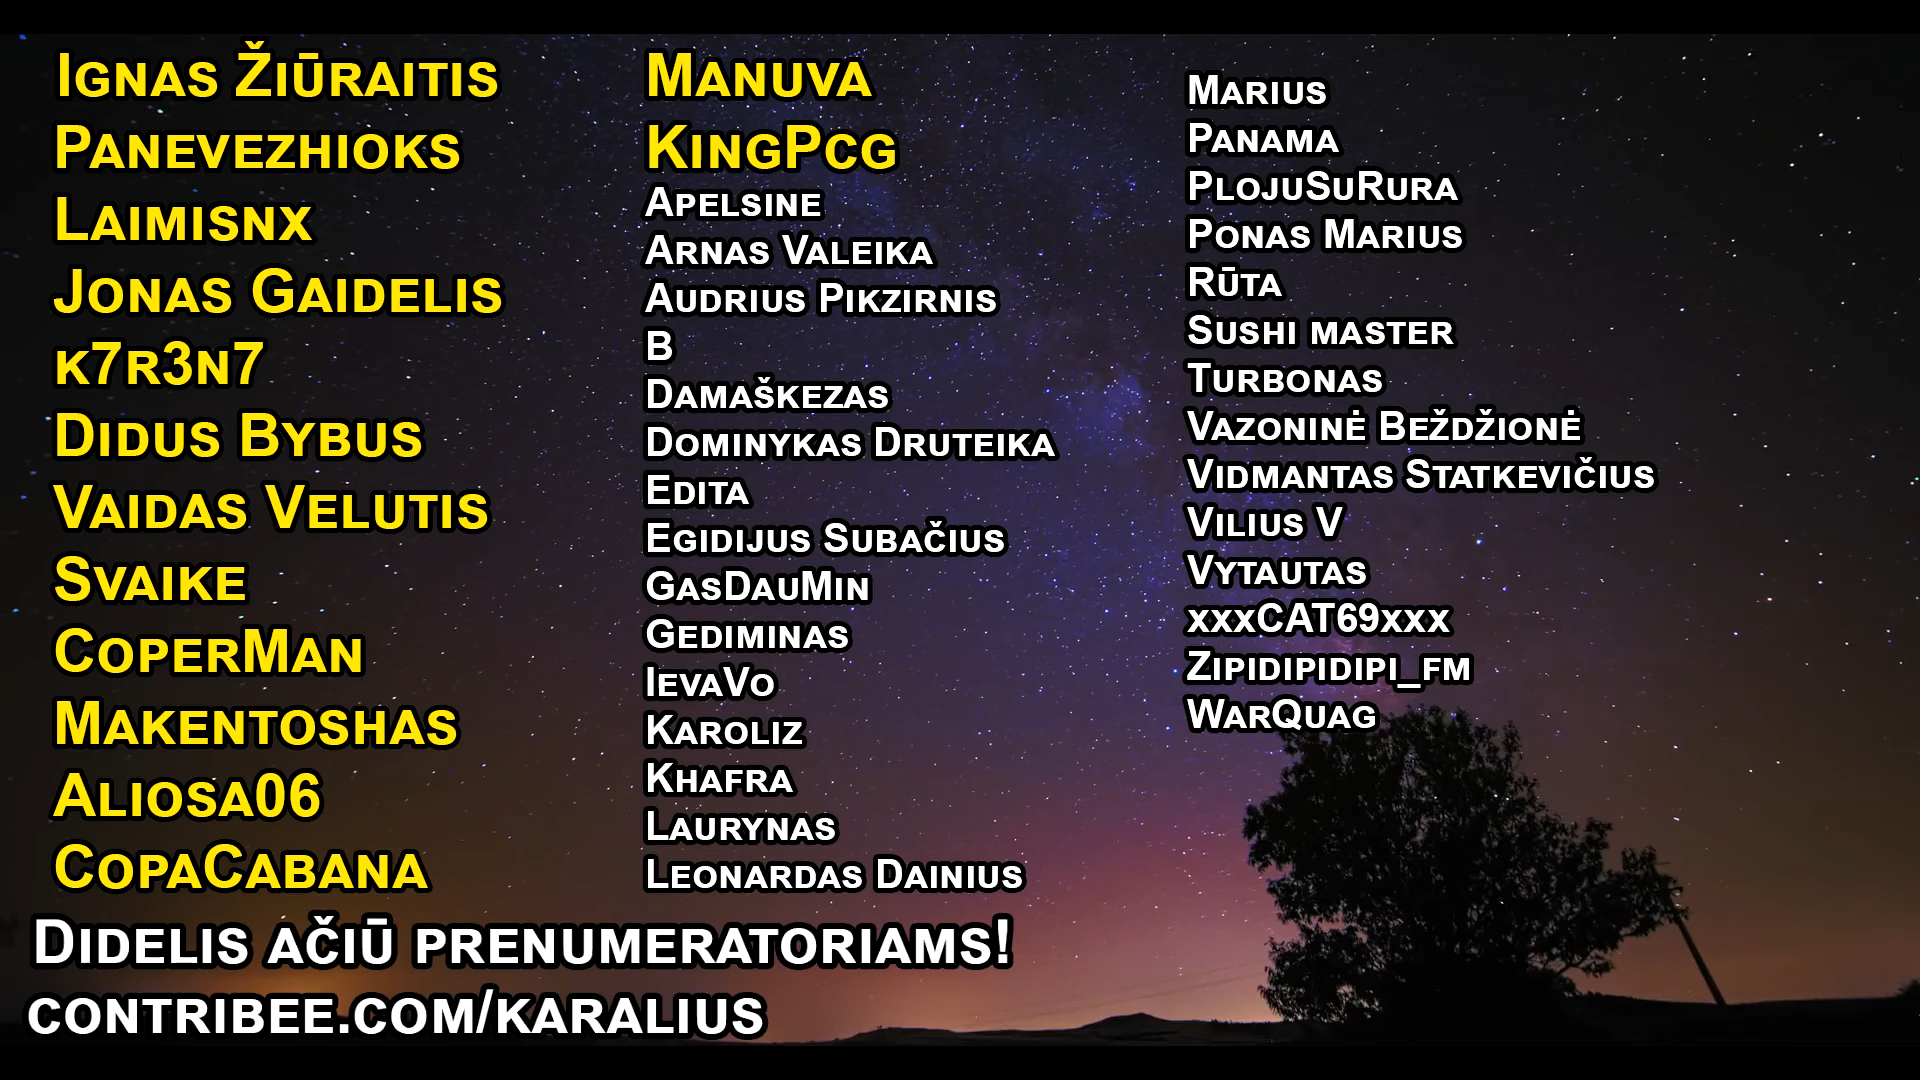 Ignas Žiūraitis
Panevezhioks
Laimisnx
Jonas Gaidelis
k7r3n7
Didus Bybus
Vaidas Velutis
Svaike
CoperMan
Makentoshas
Aliosa06
CopaCabana
Manuva
KingPcg
Apelsine
Arnas Valeika
Audrius Pikzirnis
B
Damaškezas
Dominykas Druteika
Edita
Egidijus Subačius
GasDauMin
Gediminas
IevaVo
Karoliz
Khafra
Laurynas
Leonardas Dainius
Marius
Panama
PlojuSuRura
Ponas Marius
Rūta
Sushi master
Turbonas
Vazoninė Beždžionė
Vidmantas Statkevičius
Vilius V
Vytautas
xxxCAT69xxx
Zipidipidipi_fm
WarQuag
Didelis ačiū prenumeratoriams!
contribee.com/karalius